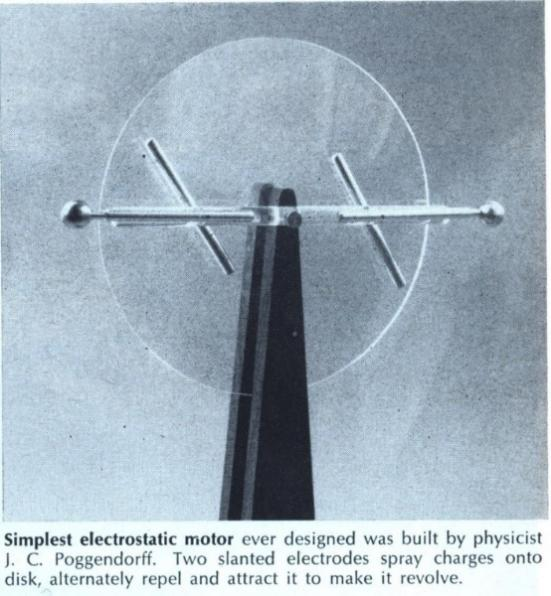 Simplest electrostatic motor ever designed was built by physicist
J. C. Poggendorff. Two slanted electrodes spray charges onto
disk, alternately repel and attract it to make it revolve.